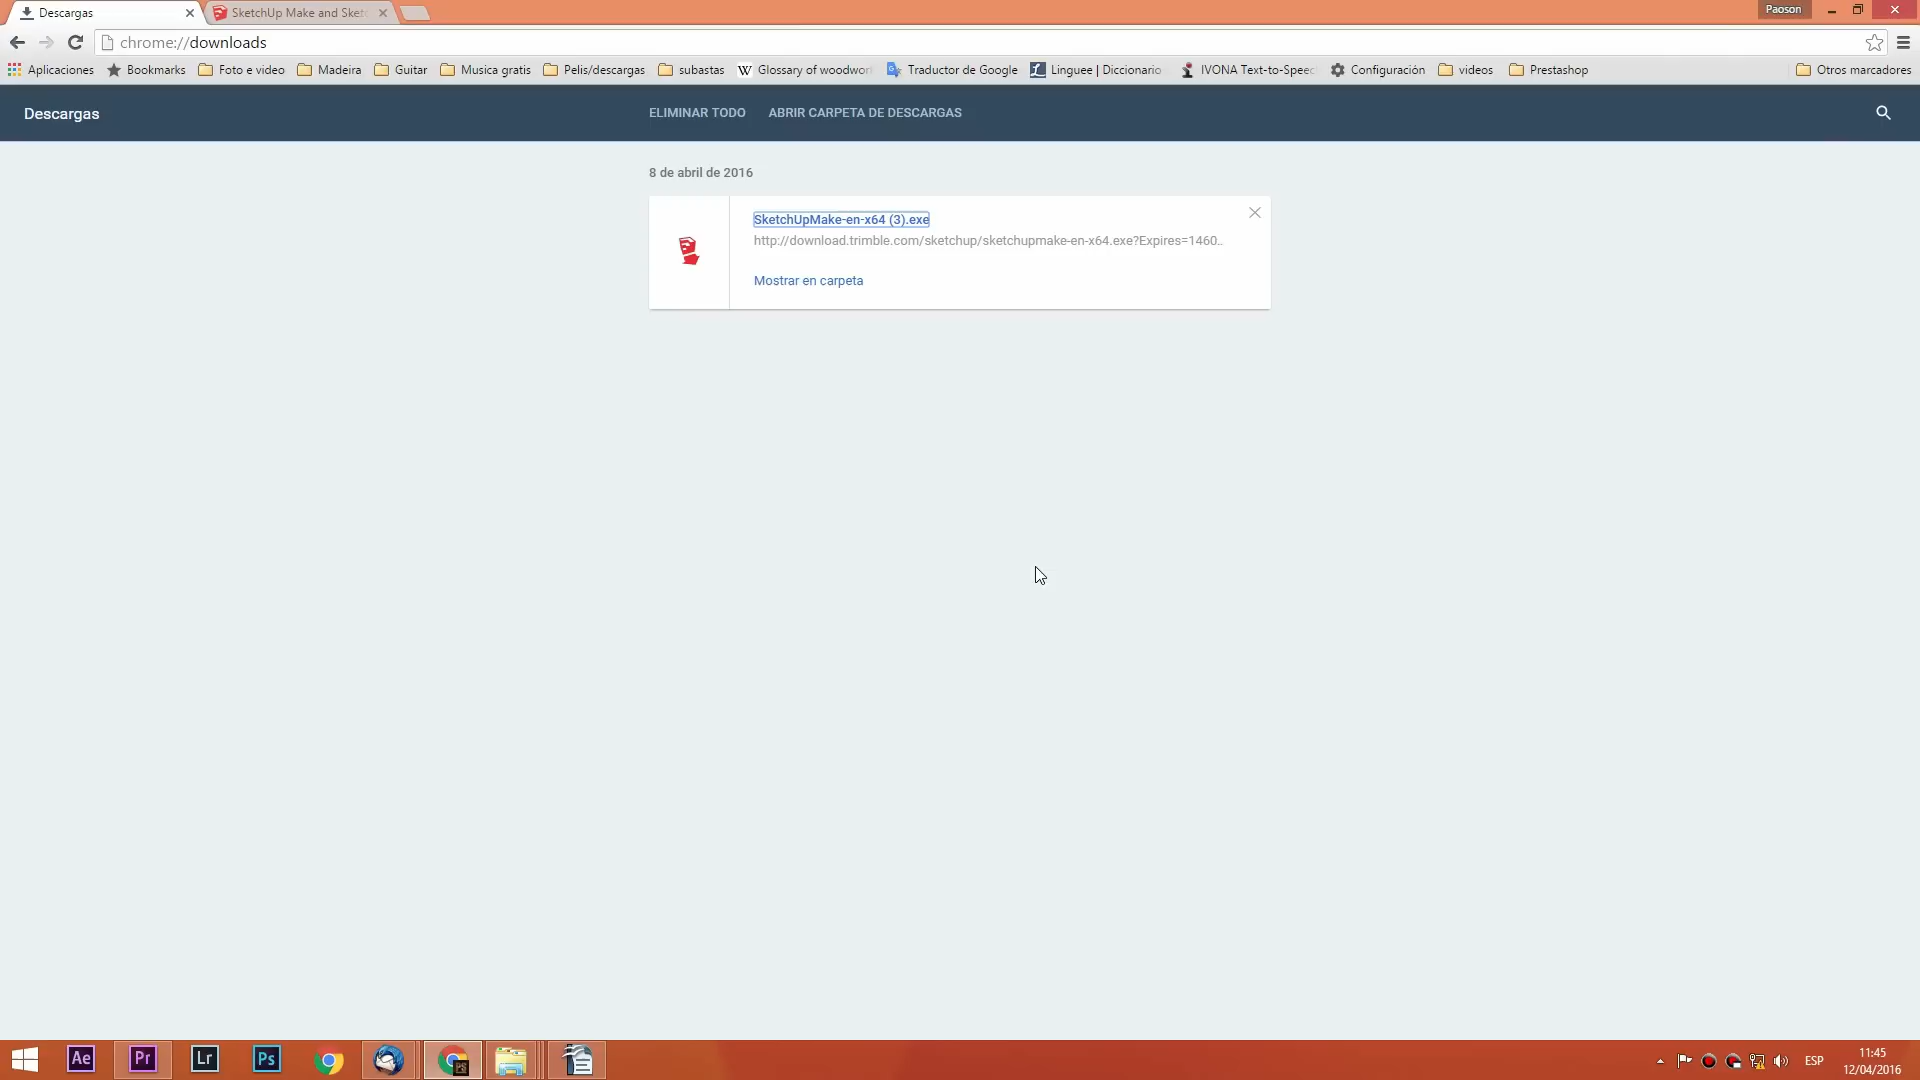 Descargas
SketchUp Make and Sket
Paoson
chrome://downloads
Aplicaciones Bookmarks Foto e video Madeira Guitar Musica gratis Pelis/descargas subastas Glossary of woodwor Traductor de Google Linguee | Diccionario IVONA Text-to-Speec Configuración videos Prestashop Otros marcadores
Descargas ELIMINAR TODO ABRIR CARPETA DE DESCARGAS
8 de abril de 2016
SketchUpMake-en-x64 (3).exe
http://download.trimble.com/sketchup/sketchupmake-en-x64.exe?Expires=1460..
Mostrar en carpeta
Ae Pr Lr Ps
ESP
11:45
12/04/2016